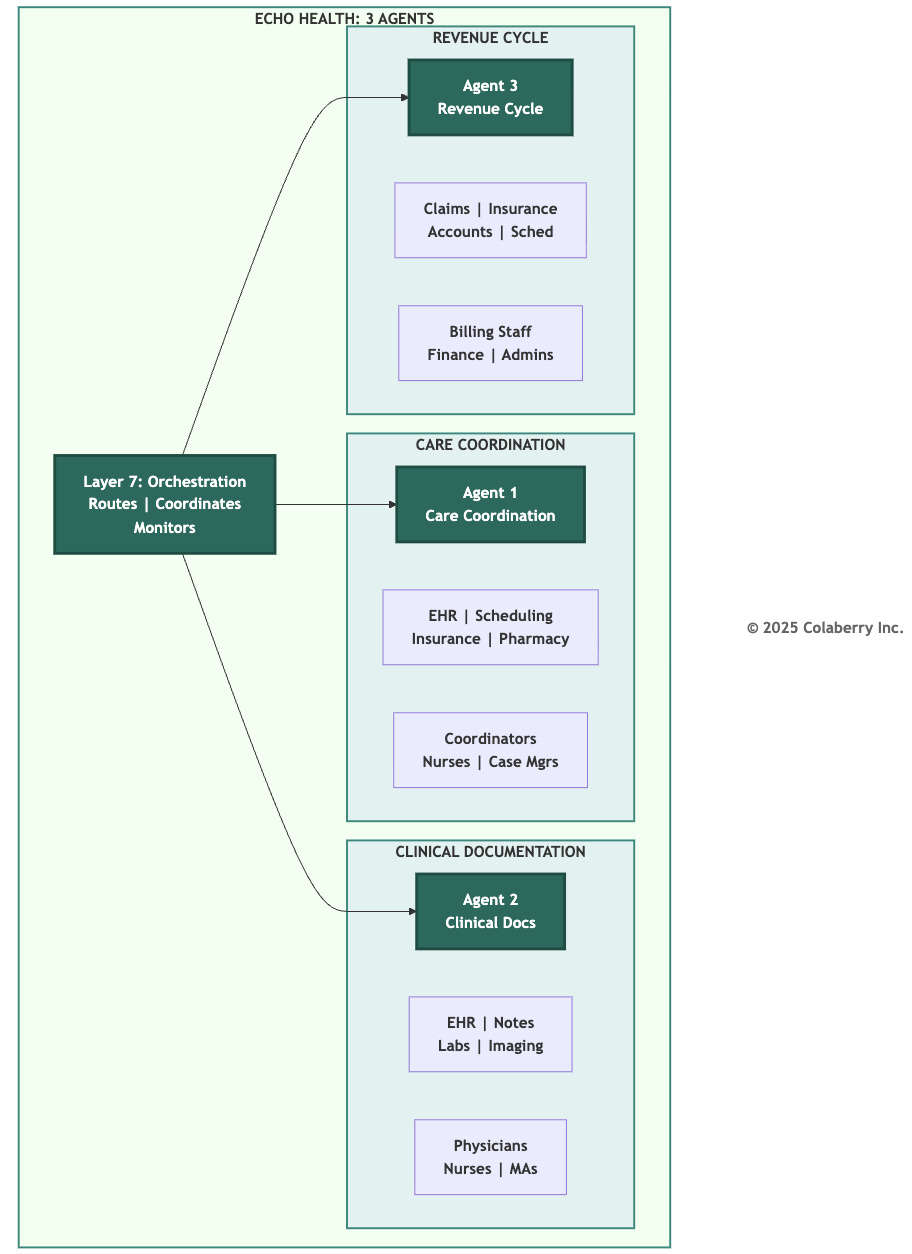 ECHO HEALTH: 3 AGENTS
REVENUE CYCLE
Agent 3
Revenue Cycle
Claims | Insurance
Accounts | Sched
Billing Staff
Finance | Admins
Layer 7: Orchestration
Routes | Coordinates
Monitors
CARE COORDINATION
Agent 1
Care Coordination
EHR | Scheduling
Insurance | Pharmacy
Coordinators
Nurses | Case Mgrs
© 2025 Colaberry Inc.
CLINICAL DOCUMENTATION
Agent 2
Clinical Docs
EHR | Notes
Labs | Imaging
Physicians
Nurses | MAs